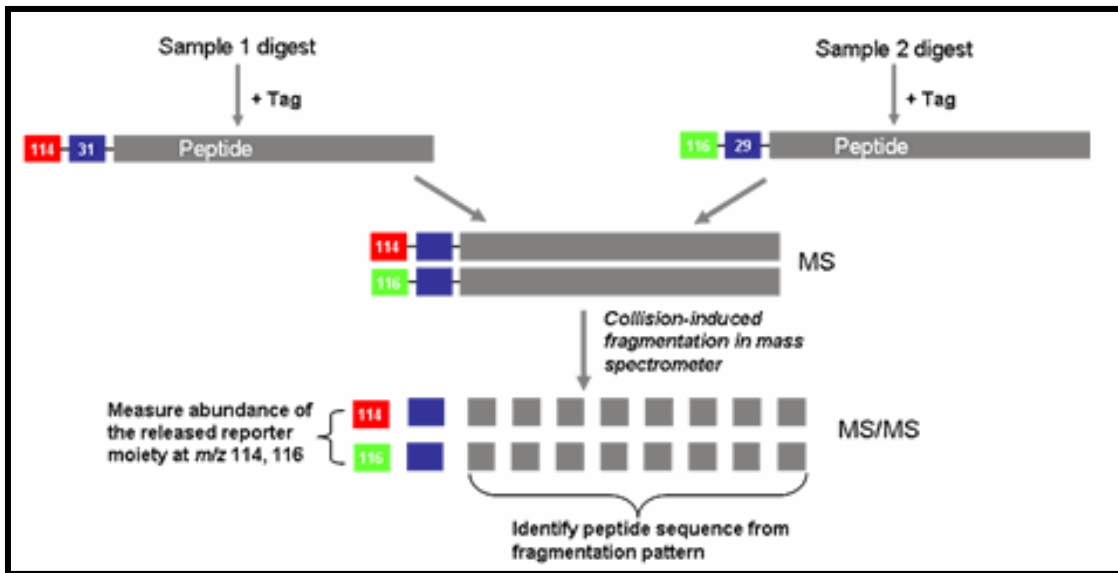 Sample 1 digest
Sample 2 digest
+ Tag
+ Tag
114
31
Peptide
116
29
Peptide
114
116
MS
Collision-induced
fragmentation in mass
spectrometer
Measure abundance of
the released reporter
moiety at m/z 114, 116
114
116
MS/MS
Identify peptide sequence from
fragmentation pattern